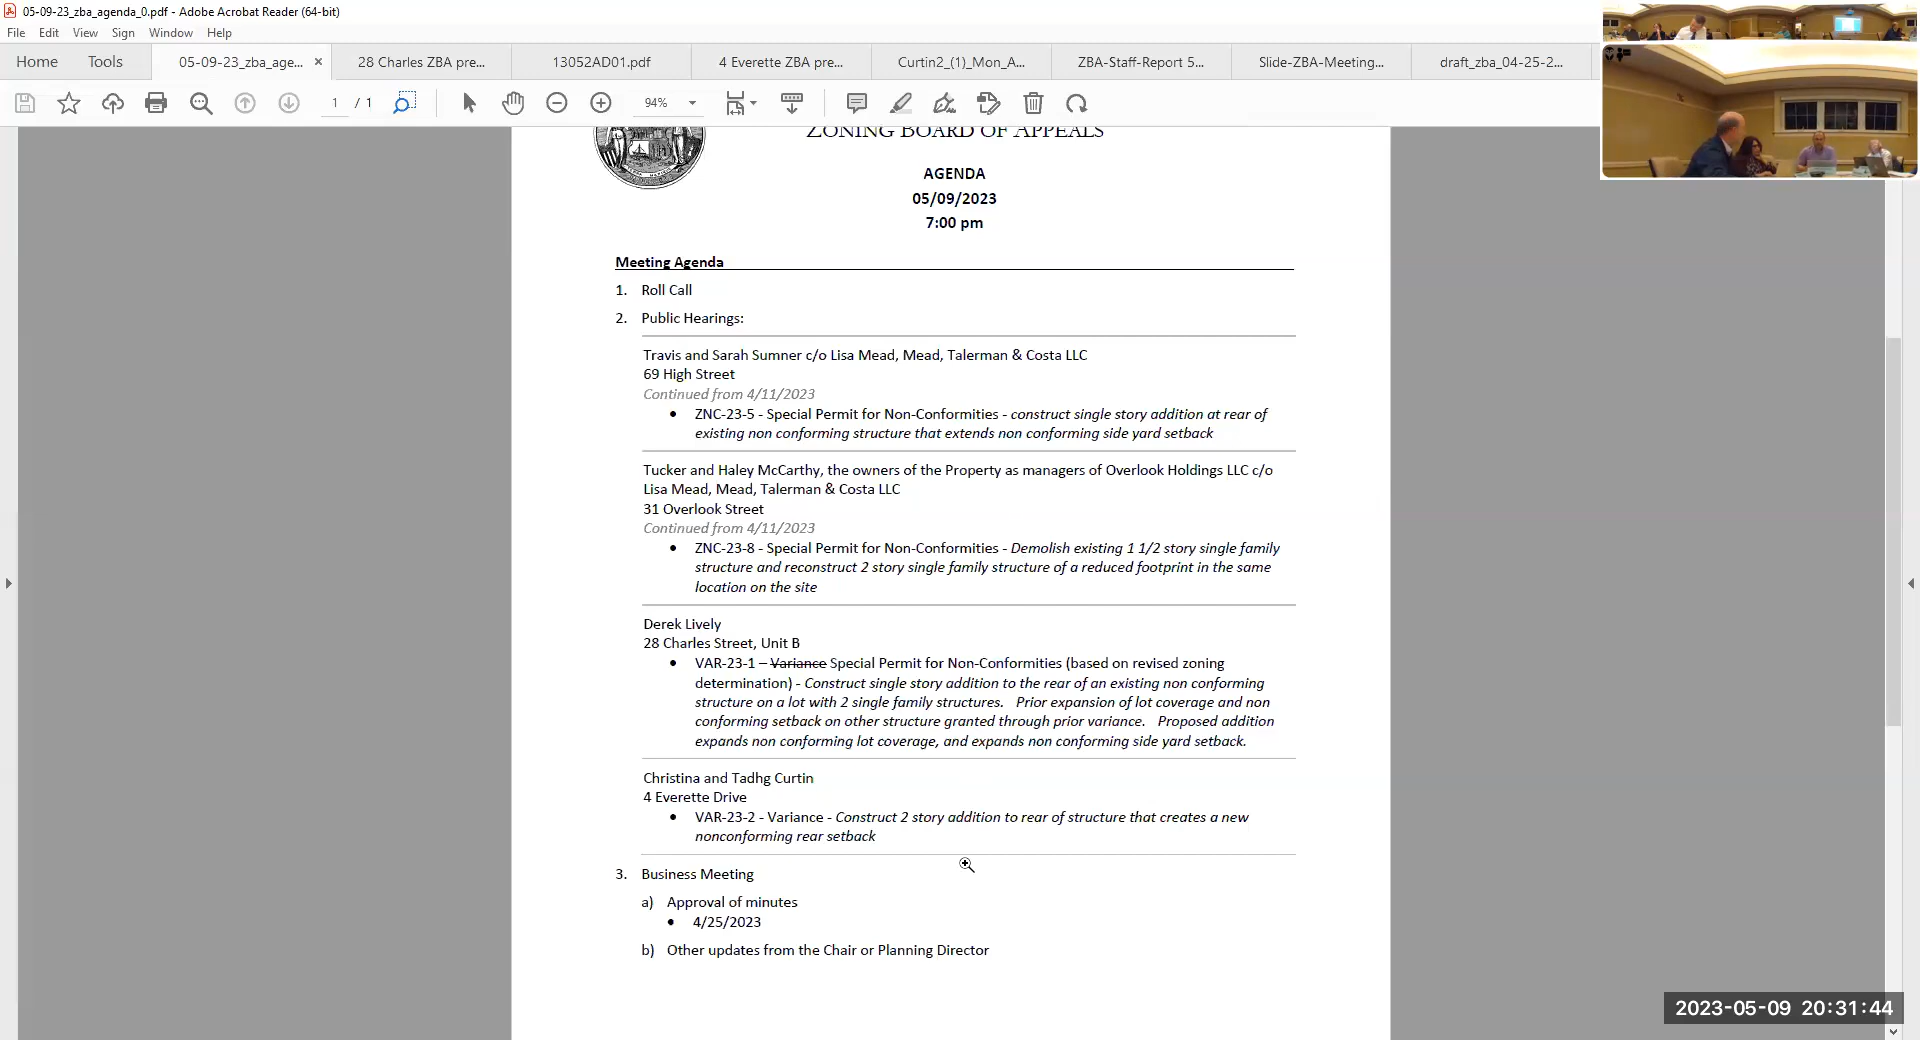 05-09-23_zba_agenda_0.pdf - Adobe Acrobat Reader (64-bit)
File Edit View Sign Window Help
Home Tools 05-09-23_zba_age... × 28 Charles ZBA pre... 13052AD01.pdf 4 Everette ZBA pre... Curtin2_(1)_Mon_A... ZBA-Staff-Report 5... Slide-ZBA-Meeting... draft_zba_04-25-2...
1 / 1 94%
ZONING BOARD OF APPEALS
AGENDA
05/09/2023
7:00 pm
Meeting Agenda
1. Roll Call
2. Public Hearings:
Travis and Sarah Sumner c/o Lisa Mead, Mead, Talerman & Costa LLC
69 High Street
Continued from 4/11/2023
• ZNC-23-5 - Special Permit for Non-Conformities - construct single story addition at rear of
existing non conforming structure that extends non conforming side yard setback
Tucker and Haley McCarthy, the owners of the Property as managers of Overlook Holdings LLC c/o
Lisa Mead, Mead, Talerman & Costa LLC
31 Overlook Street
Continued from 4/11/2023
• ZNC-23-8 - Special Permit for Non-Conformities - Demolish existing 1 1/2 story single family
structure and reconstruct 2 story single family structure of a reduced footprint in the same
location on the site
Derek Lively
28 Charles Street, Unit B
• VAR-23-1 – Variance Special Permit for Non-Conformities (based on revised zoning
determination) - Construct single story addition to the rear of an existing non conforming
structure on a lot with 2 single family structures. Prior expansion of lot coverage and non
conforming setback on other structure granted through prior variance. Proposed addition
expands non conforming lot coverage, and expands non conforming side yard setback.
Christina and Tadhg Curtin
4 Everette Drive
• VAR-23-2 - Variance - Construct 2 story addition to rear of structure that creates a new
nonconforming rear setback
3. Business Meeting
a) Approval of minutes
• 4/25/2023
b) Other updates from the Chair or Planning Director
2023-05-09 20:31:44